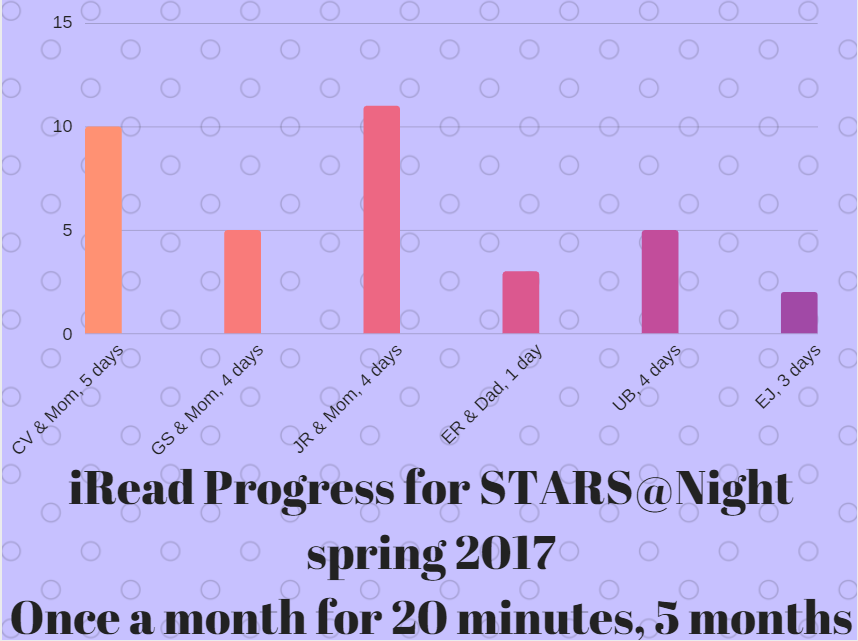 15
10
5
0
CV & Mom, 5 days
GS & Mom, 4 days
JR & Mom, 4 days
ER & Dad, 1 day
UB, 4 days
EJ, 3 days
iRead Progress for STARS@Night
spring 2017
Once a month for 20 minutes, 5 months